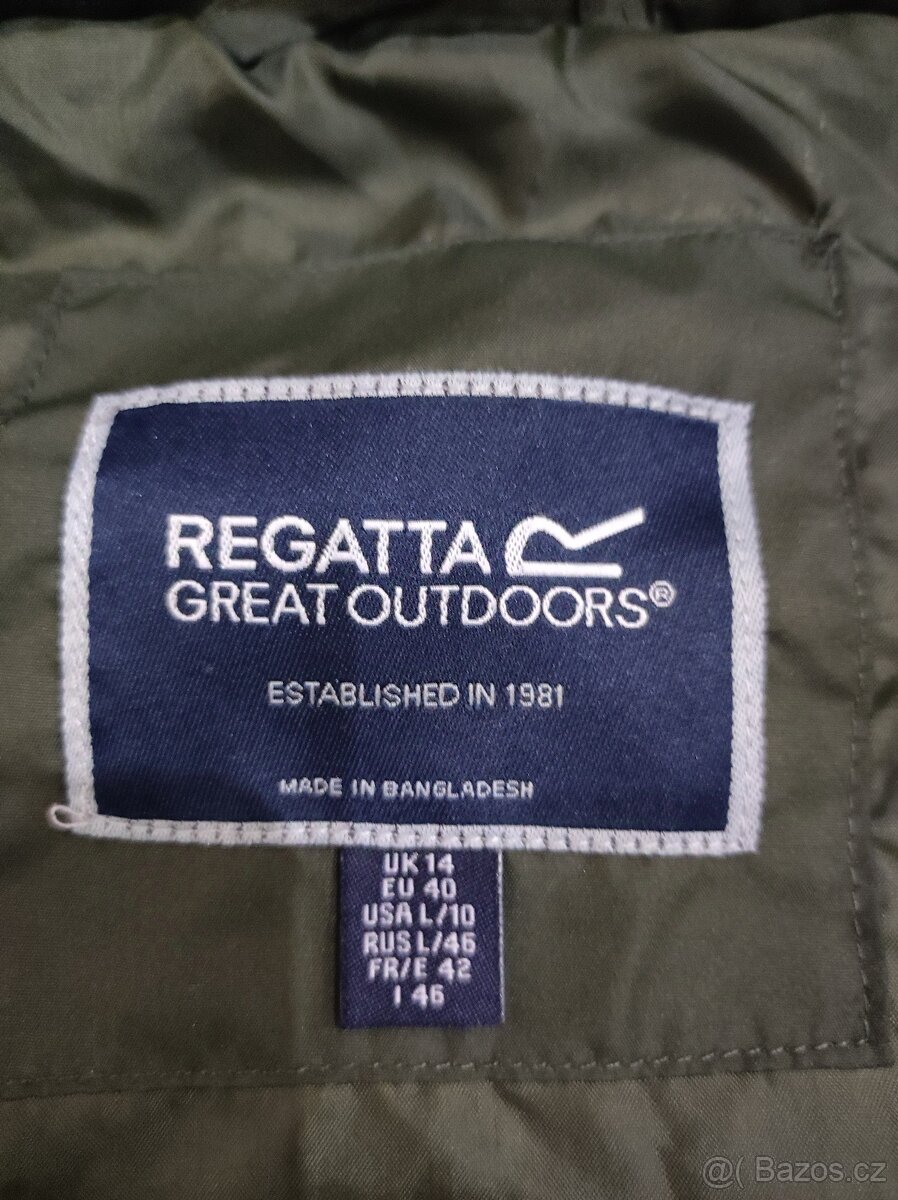 REGATTA
GREAT OUTDOORS®
ESTABLISHED IN 1981
MADE IN BANGLADESH
UK 14
EU 40
USA L/10
RUS L/46
FR/E 42
I 46
@( Bazos.cz